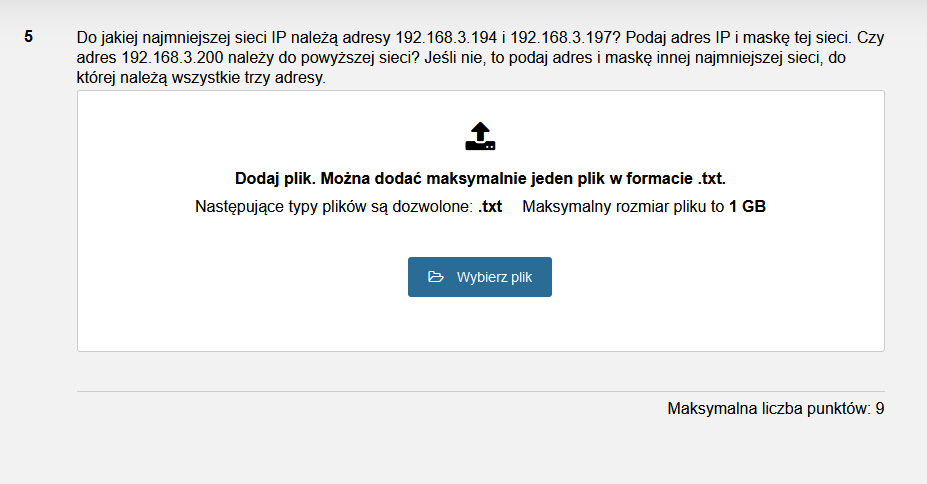 5
Do jakiej najmniejszej sieci IP należą adresy 192.168.3.194 i 192.168.3.197? Podaj adres IP i maskę tej sieci. Czy
adres 192.168.3.200 należy do powyższej sieci? Jeśli nie, to podaj adres i maskę innej najmniejszej sieci, do
której należą wszystkie trzy adresy.
Dodaj plik. Można dodać maksymalnie jeden plik w formacie .txt.
Następujące typy plików są dozwolone: .txt Maksymalny rozmiar pliku to 1 GB
Wybierz plik
Maksymalna liczba punktów: 9